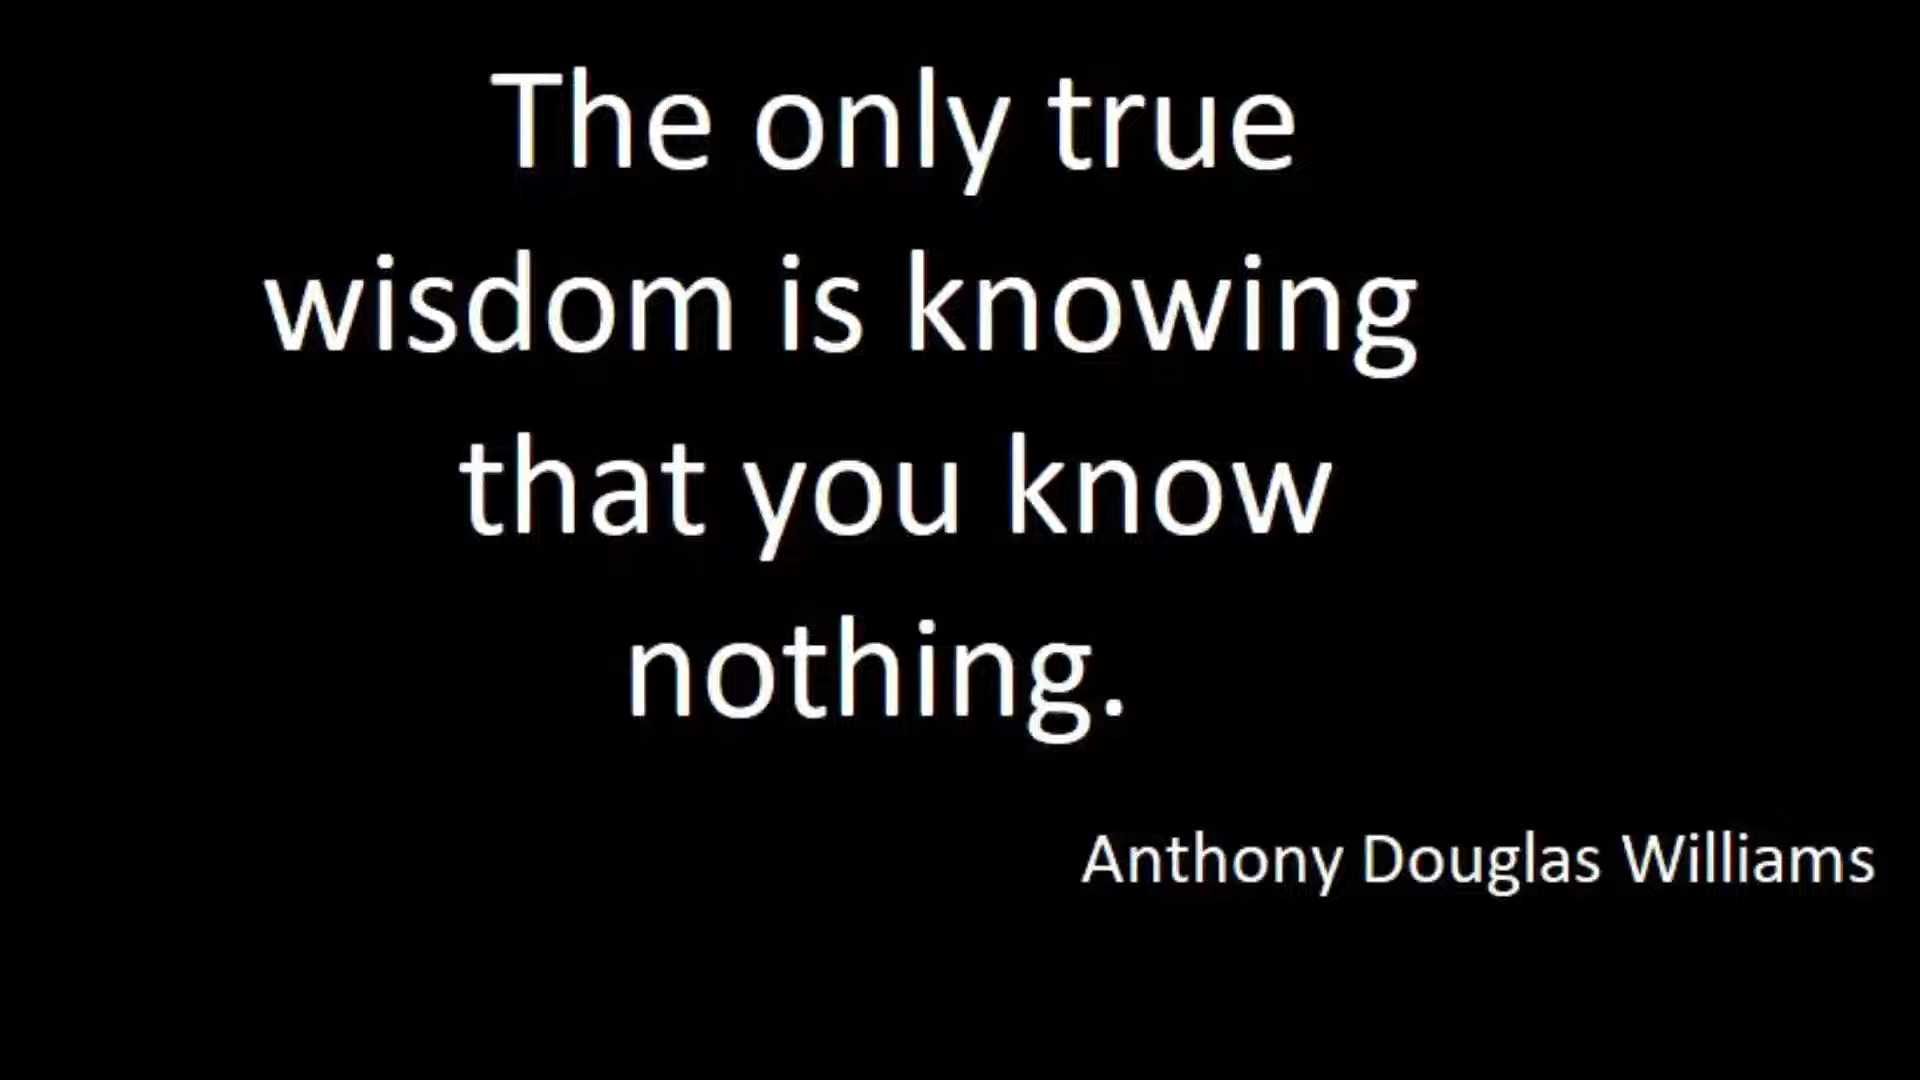 The only true
wisdom is knowing
that you know
nothing.
Anthony Douglas Williams